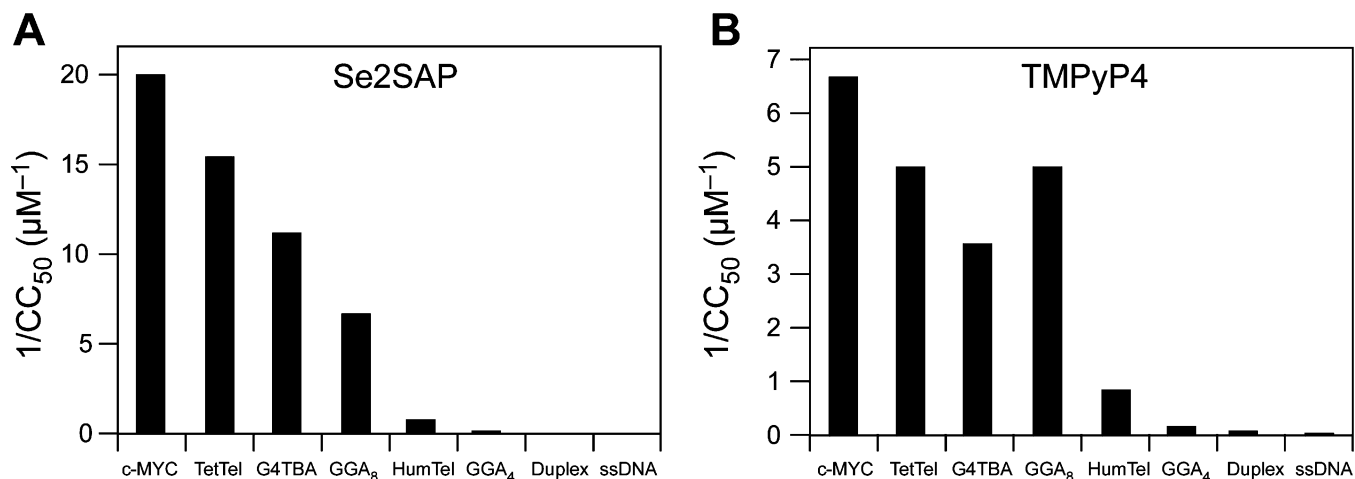 A
Se2SAP
1/CC50 (µM−1)
20
15
10
5
0
c-MYC TetTel G4TBA GGA8 HumTel GGA4 Duplex ssDNA
B
TMPyP4
1/CC50 (µM−1)
7
6
5
4
3
2
1
0
c-MYC TetTel G4TBA GGA8 HumTel GGA4 Duplex ssDNA